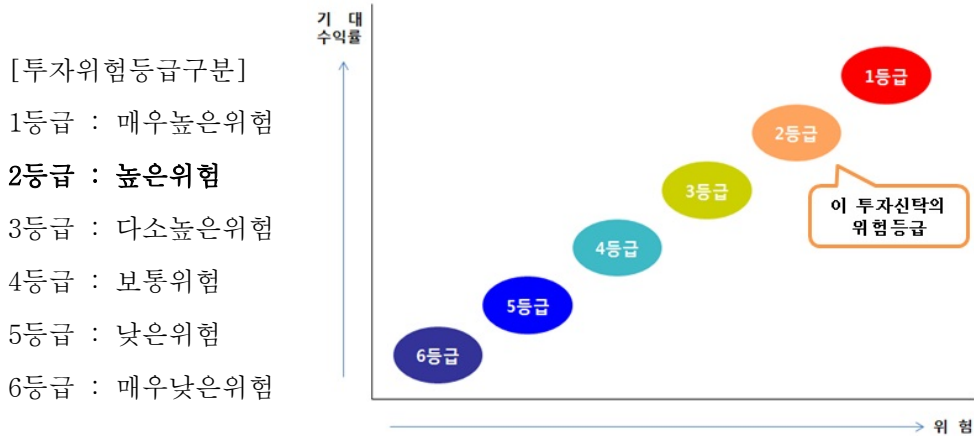 [투자위험등급구분]
1등급 : 매우높은위험
2등급 : 높은위험
3등급 : 다소높은위험
4등급 : 보통위험
5등급 : 낮은위험
6등급 : 매우낮은위험
기 대
수익률
1등급
2등급
3등급
4등급
5등급
6등급
이 투자신탁의
위험등급
위 험